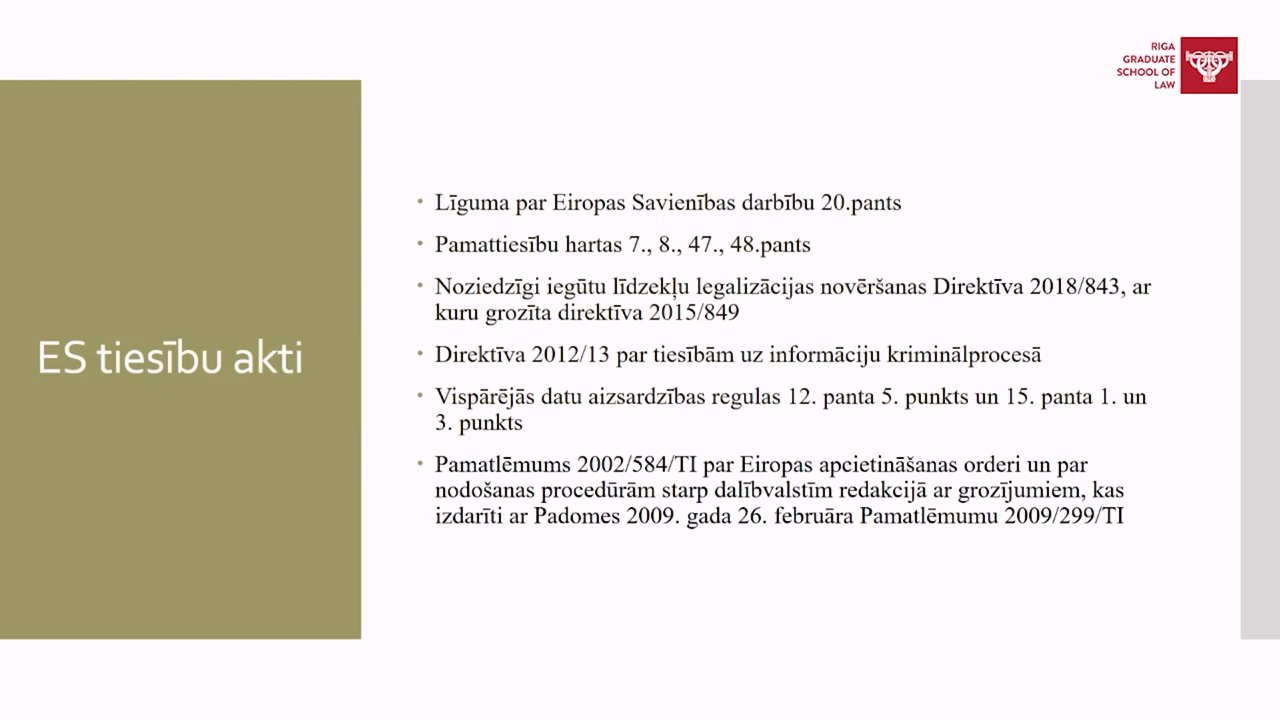 RIGA
GRADUATE
SCHOOL OF
LAW
ES tiesību akti
• Līguma par Eiropas Savienības darbību 20.pants
• Pamattiesību hartas 7., 8., 47., 48.pants
• Noziedzīgi iegūtu līdzekļu legalizācijas novēršanas Direktīva 2018/843, ar
kuru grozīta direktīva 2015/849
• Direktīva 2012/13 par tiesībām uz informāciju kriminālprocesā
• Vispārējās datu aizsardzības regulas 12. panta 5. punkts un 15. panta 1. un
3. punkts
• Pamatlēmums 2002/584/TI par Eiropas apcietināšanas orderi un par
nodošanas procedūrām starp dalībvalstīm redakcijā ar grozījumiem, kas
izdarīti ar Padomes 2009. gada 26. februāra Pamatlēmumu 2009/299/TI